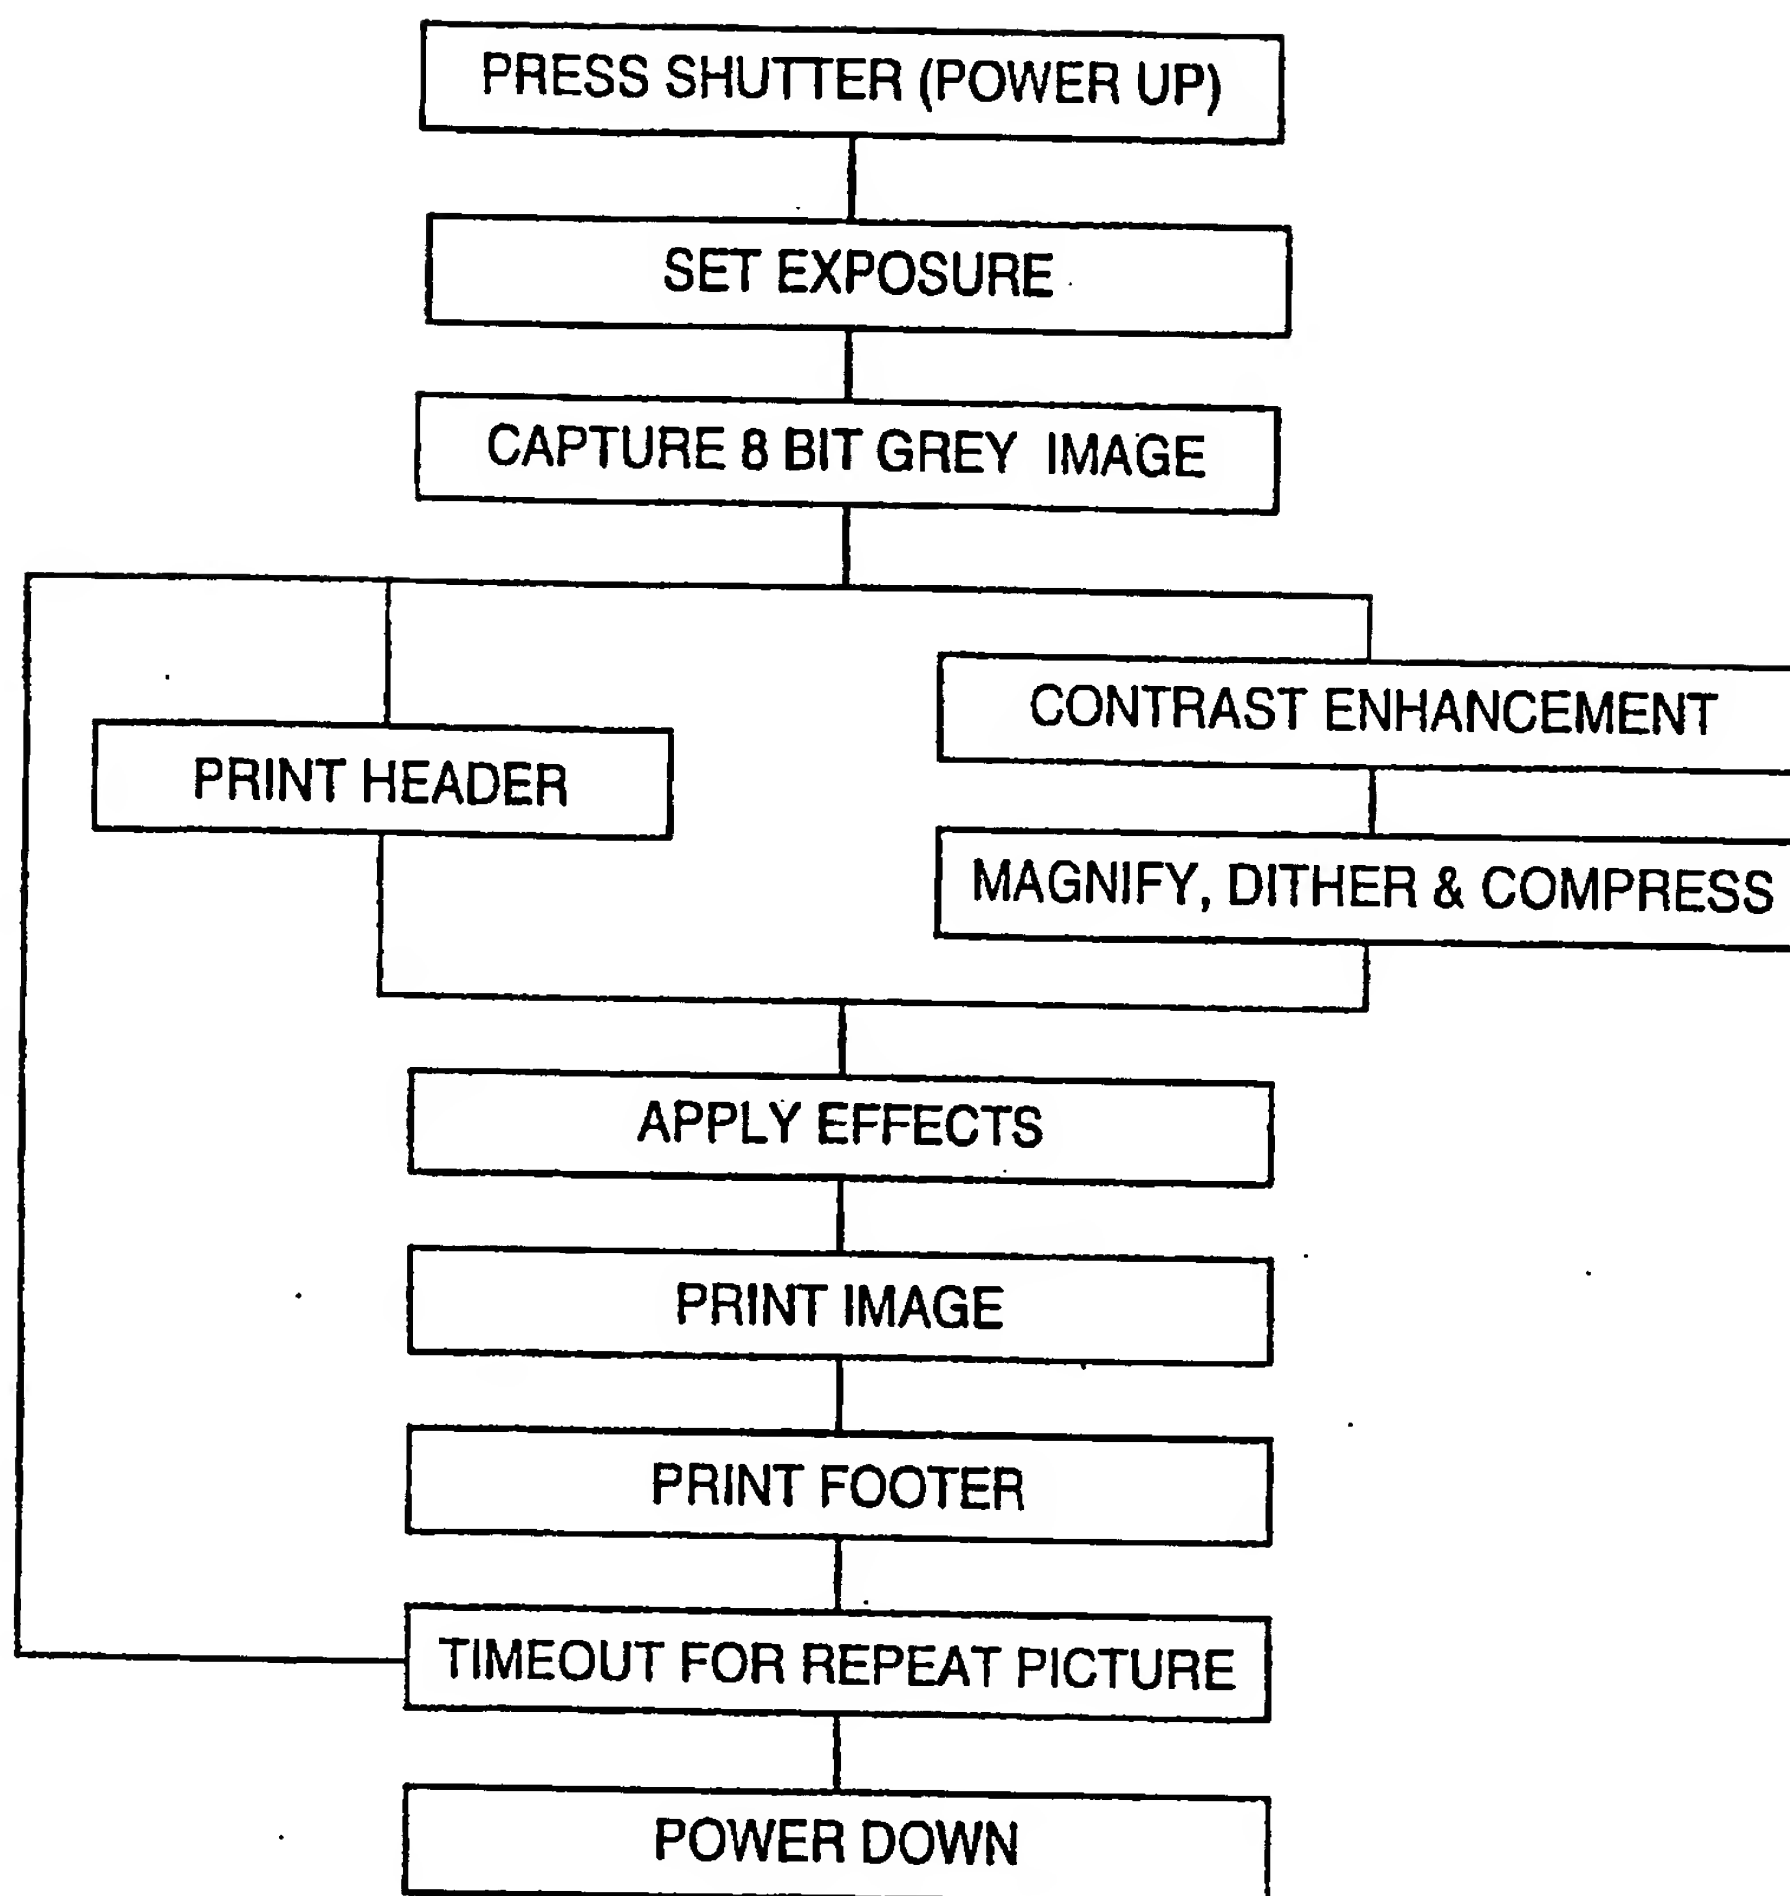 PRESS SHUTTER (POWER UP)
SET EXPOSURE
CAPTURE 8 BIT GREY IMAGE
CONTRAST ENHANCEMENT
PRINT HEADER
MAGNIFY, DITHER & COMPRESS
APPLY EFFECTS
PRINT IMAGE
PRINT FOOTER
TIMEOUT FOR REPEAT PICTURE
POWER DOWN